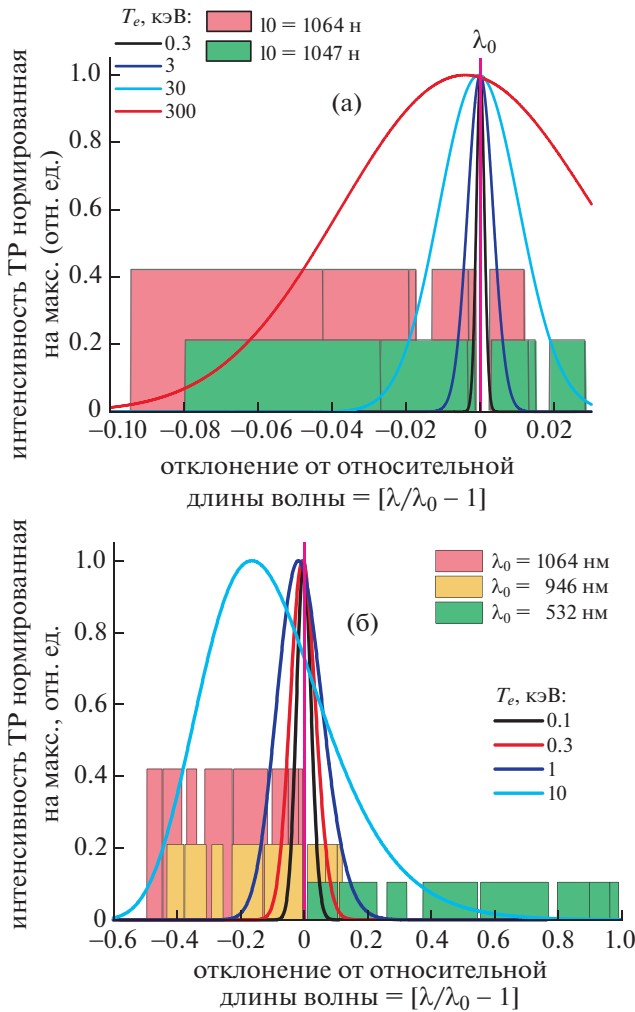 Tе, кэВ:
0.3
3
30
300
l0 = 1064 н
l0 = 1047 н
λ0
(а)
интенсивность ТР нормированная
на макс. (отн. ед.)
1.0
0.8
0.6
0.4
0.2
0
−0.10
−0.08
−0.06
−0.04
−0.02
0
0.02
отклонение от относительной
длины волны = [λ/λ0 − 1]
интенсивность ТР нормированная
на макс., отн. ед.
1.0
0.8
0.6
0.4
0.2
0
(б)
λ0 = 1064 нм
λ0 = 946 нм
λ0 = 532 нм
Te, кэВ:
0.1
0.3
1
10
−0.6
−0.4
−0.2
0
0.2
0.4
0.6
0.8
1.0
отклонение от относительной
длины волны = [λ/λ0 − 1]